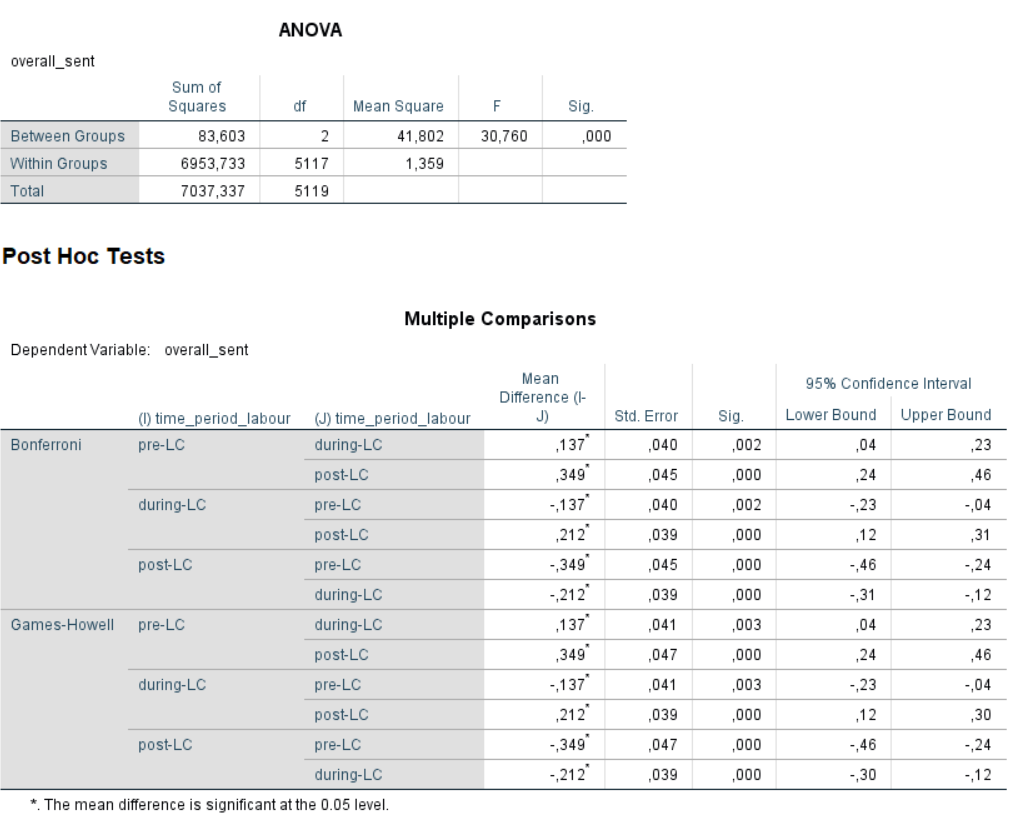 ANOVA
overall_sent
Sum of Squares df Mean Square F Sig.
Between Groups 83,603 2 41,802 30,760 ,000
Within Groups 6953,733 5117 1,359
Total 7037,337 5119
Post Hoc Tests
Multiple Comparisons
Dependent Variable: overall_sent
(I) time_period_labour (J) time_period_labour Mean Difference (I-J) Std. Error Sig. 95% Confidence Interval
Lower Bound Upper Bound
Bonferroni pre-LC during-LC ,137* ,040 ,002 ,04 ,23
post-LC ,349* ,045 ,000 ,24 ,46
during-LC pre-LC -,137* ,040 ,002 -,23 -,04
post-LC ,212* ,039 ,000 ,12 ,31
post-LC pre-LC -,349* ,045 ,000 -,46 -,24
during-LC -,212* ,039 ,000 -,31 -,12
Games-Howell pre-LC during-LC ,137* ,041 ,003 ,04 ,23
post-LC ,349* ,047 ,000 ,24 ,46
during-LC pre-LC -,137* ,041 ,003 -,23 -,04
post-LC ,212* ,039 ,000 ,12 ,30
post-LC pre-LC -,349* ,047 ,000 -,46 -,24
during-LC -,212* ,039 ,000 -,30 -,12
*. The mean difference is significant at the 0.05 level.